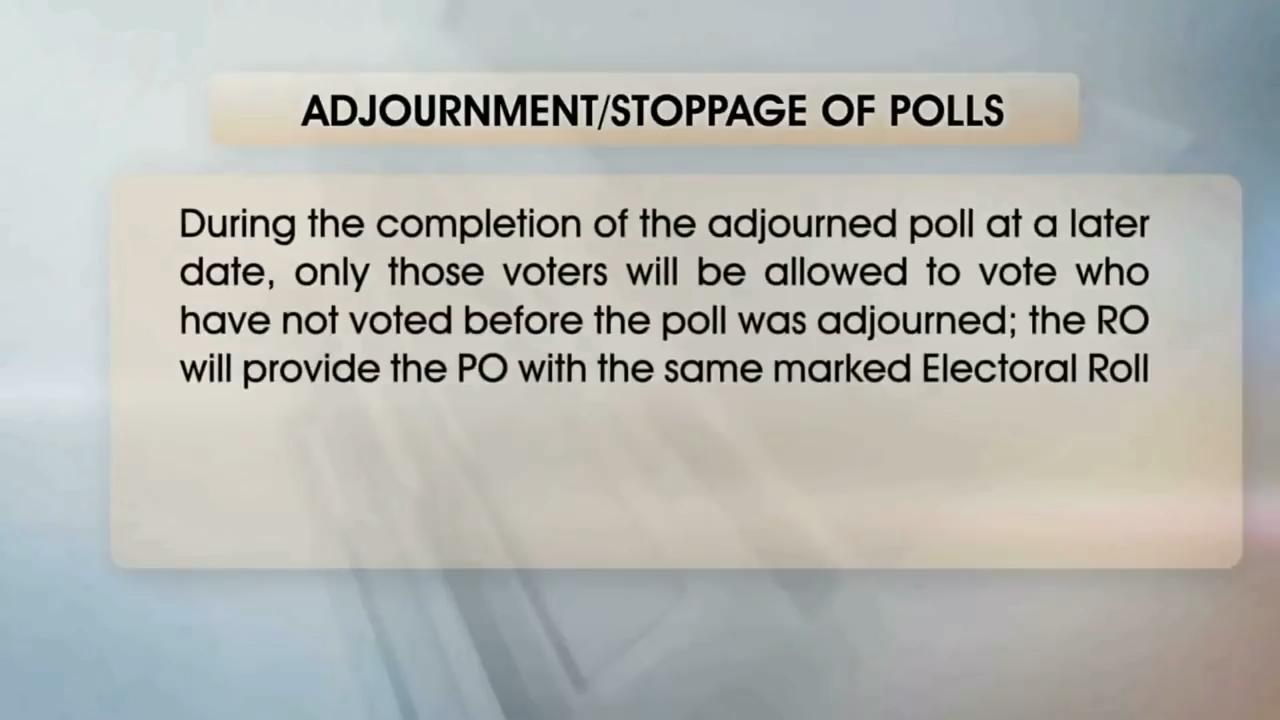 ADJOURNMENT/STOPPAGE OF POLLS
During the completion of the adjourned poll at a later
date, only those voters will be allowed to vote who
have not voted before the poll was adjourned; the RO
will provide the PO with the same marked Electoral Roll